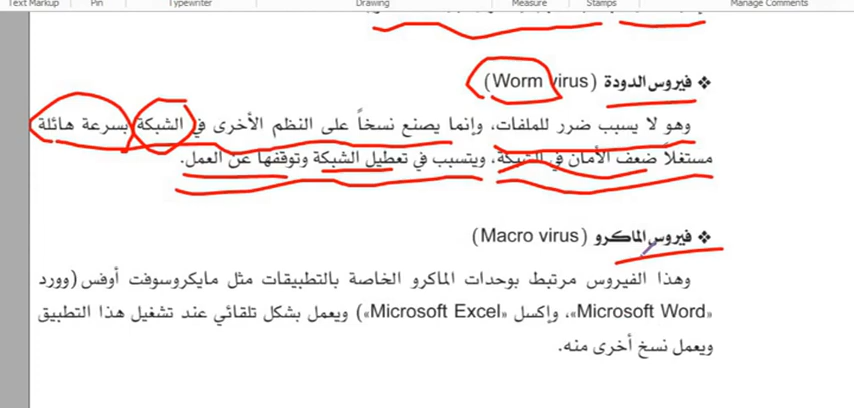 Text Markup Pin Typewriter Drawing Measure Stamps Manage Comments
❖ فيروس الدودة (Worm virus)
وهو لا يسبب ضرر للملفات، وإنما يصنع نسخاً على النظم الأخرى في الشبكة بسرعة هائلة
مستغلاً ضعف الأمان في الشبكة، ويتسبب في تعطيل الشبكة وتوقفها عن العمل.
❖ فيروس الماكرو (Macro virus)
وهذا الفيروس مرتبط بوحدات الماكرو الخاصة بالتطبيقات مثل مايكروسوفت أوفس (وورد
«Microsoft Word»، وإكسل «Microsoft Excel») ويعمل بشكل تلقائي عند تشغيل هذا التطبيق
ويعمل نسخ أخرى منه.